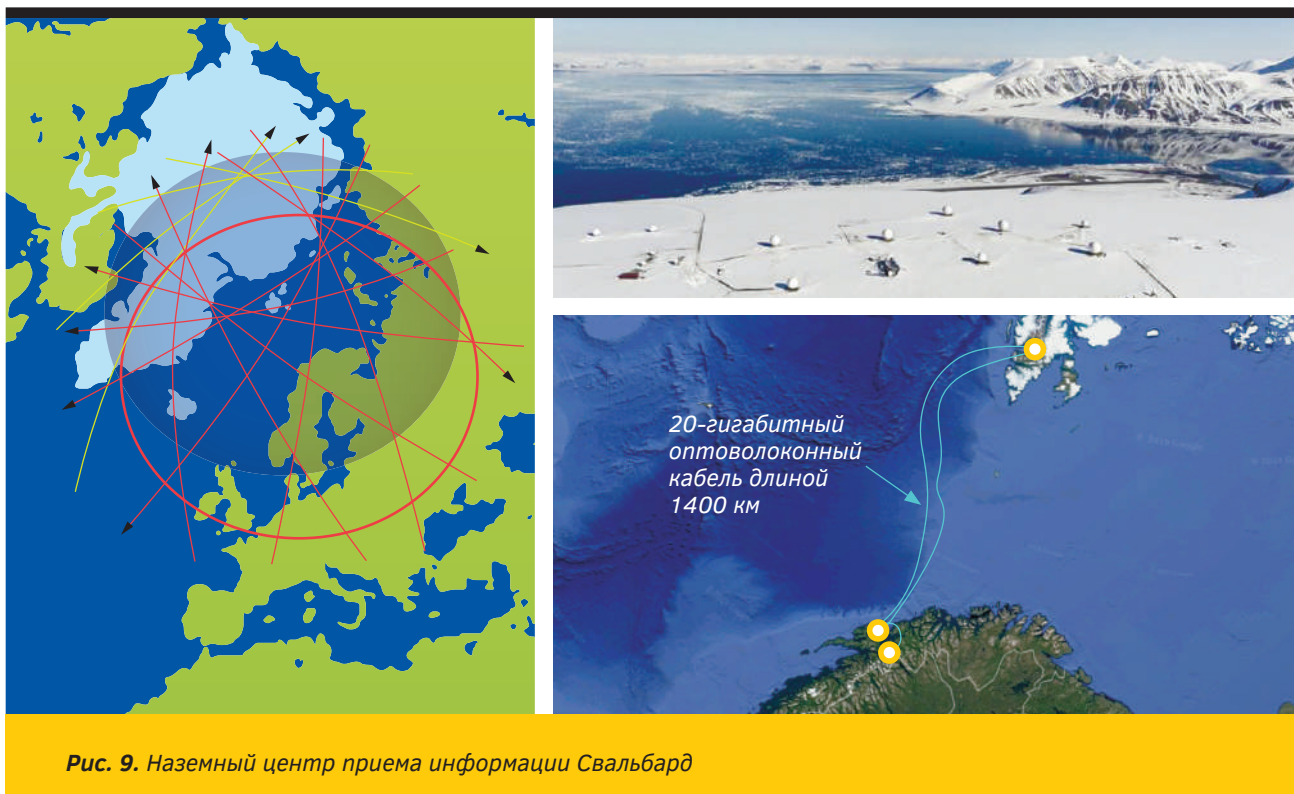 20-гигабитный
оптоволоконный
кабель длиной
1400 км
Рис. 9. Наземный центр приема информации Свальбард